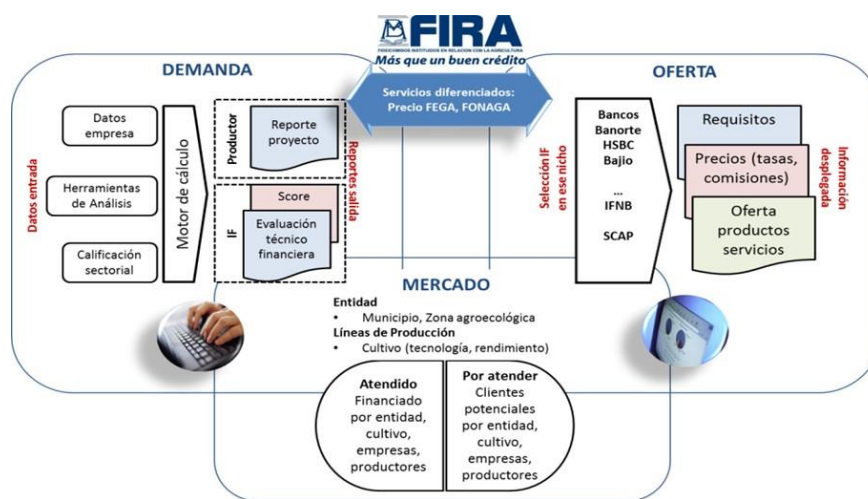 FIRA
FIDEICOMISOS INSTITUIDOS EN RELACIÓN CON LA AGRICULTURA
Más que un buen crédito
Servicios diferenciados:
Precio FEGA, FONAGA
DEMANDA
Datos entrada
Datos
empresa
Herramientas
de Análisis
Calificación
sectorial
Motor de cálculo
Productor
Reporte
proyecto
IF
Score
Evaluación
técnico
financiera
Reportes salida
OFERTA
Selección IF
en ese nicho
Bancos
Banorte
HSBC
Bajio
...
IFNB
SCAP
Requisitos
Precios (tasas,
comisiones)
Oferta
productos
servicios
Información
desplegada
MERCADO
Entidad
• Municipio, Zona agroecológica
Líneas de Producción
• Cultivo (tecnología, rendimiento)
Atendido
Financiado
por entidad,
cultivo,
empresas,
productores
Por atender
Clientes
potenciales
por entidad,
cultivo,
empresas,
productores